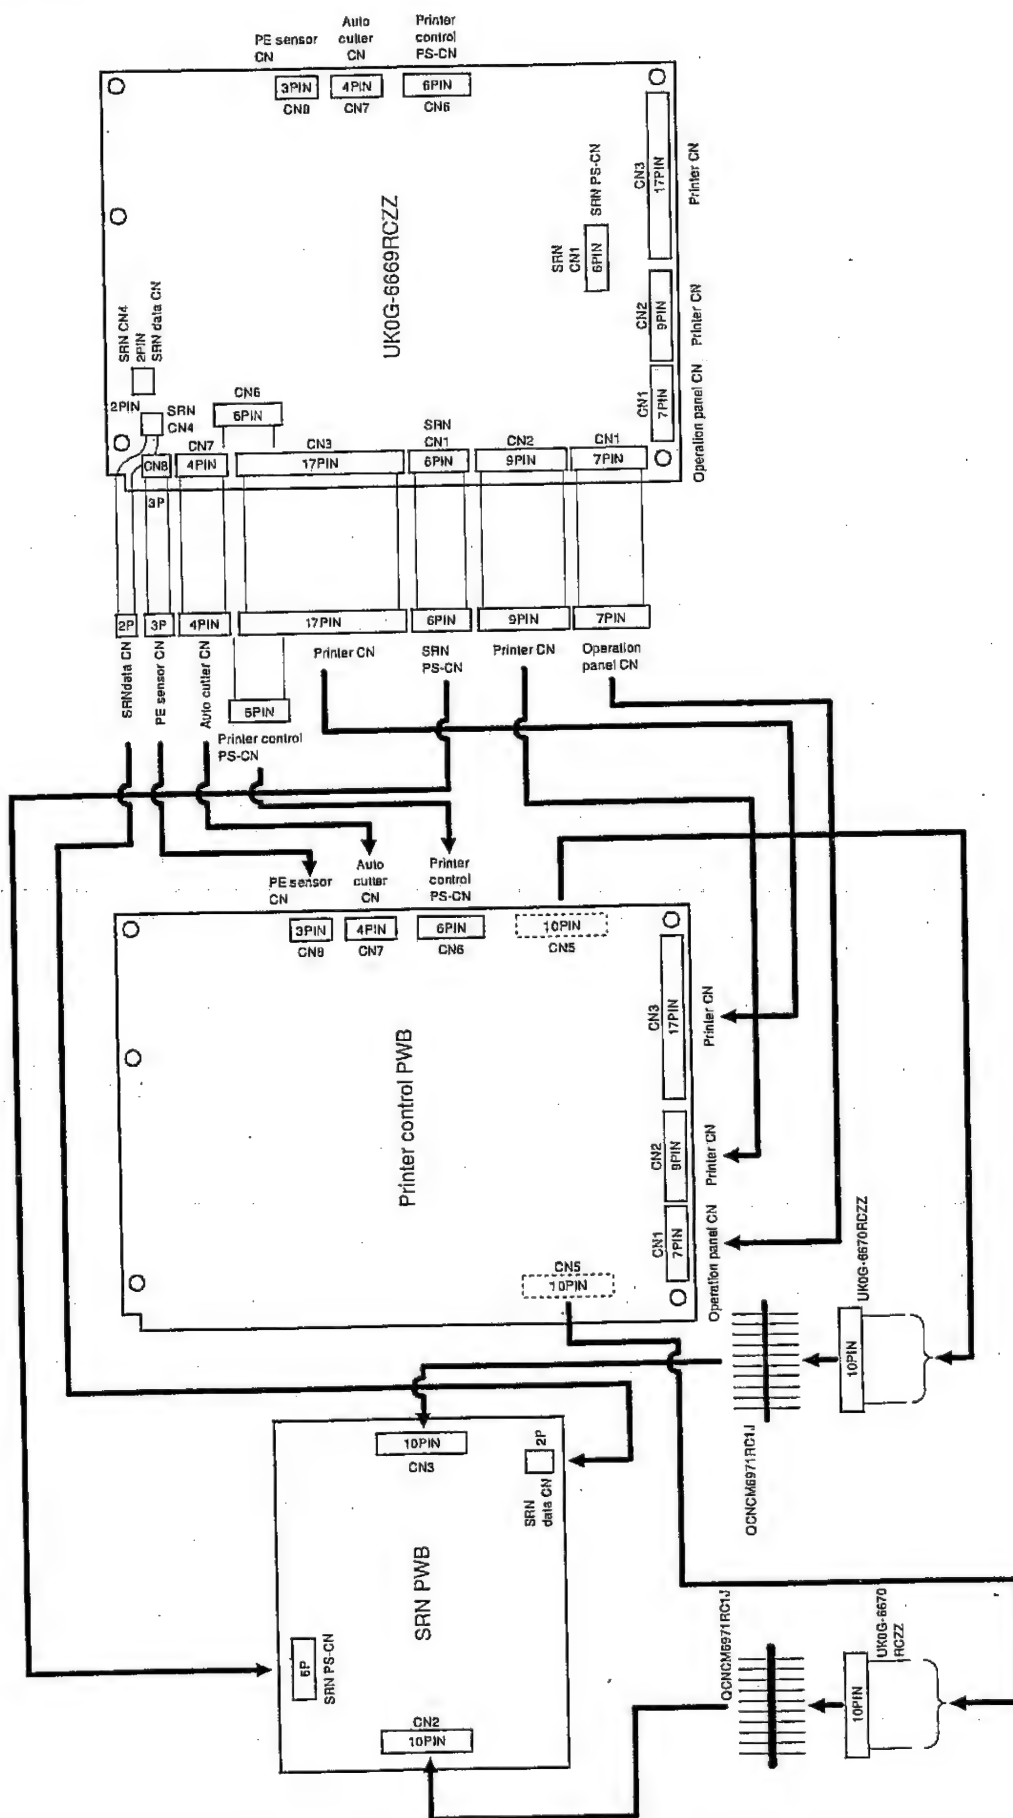 PE sensor
CN
Auto
cutter
CN
Printer
control
PS-CN
3PIN
4PIN
6PIN
CN8
CN7
CN6
CN3
17PIN
Printer CN
SRN
CN1
6PIN
SRN PS-CN
UK0G-6669RCZZ
SRN CN4
2PIN
SRN data CN
CN2
9PIN
Printer CN
CN1
7PIN
Operation panel CN
2PIN
SRN
CN4
CN6
6PIN
CN8
3P
CN7
4PIN
CN3
17PIN
SRN
CN1
6PIN
CN2
9PIN
CN1
7PIN
2P
3P
4PIN
17PIN
6PIN
9PIN
7PIN
SRNdata CN
PE sensor CN
Auto cutter CN
6PIN
Printer control
PS-CN
Printer CN
SRN
PS-CN
Printer CN
Operation
panel CN
PE sensor
CN
Auto
cutter
CN
Printer
control
PS-CN
3PIN
4PIN
6PIN
10PIN
CN8
CN7
CN6
CN5
CN3
17PIN
Printer CN
Printer control PWB
CN2
9PIN
Printer CN
CN1
7PIN
Operation panel CN
CN5
10PIN
UK0G-6670RCZZ
10PIN
QCNCM6971RC1J
10PIN
CN3
2P
SRN
data CN
SRN PWB
6P
SRN PS-CN
CN2
10PIN
QCNCM6971RC1J
UK0G-6670
RCZZ
10PIN